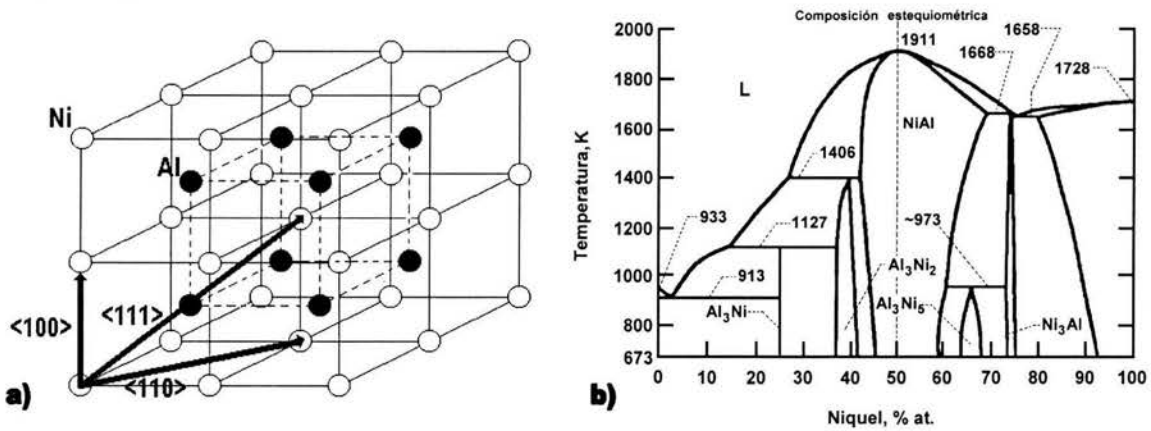 Ni
Al
<100>
<111>
<110>
a)
b)
Composición estequiométrica
1911
1658
1668
1728
L
NiAl
1406
933
1127
~973
913
Al₃Ni₂
Al₃Ni
Al₃Ni₅
Ni₃Al
Temperatura, K
2000
1800
1600
1400
1200
1000
800
673
0 10 20 30 40 50 60 70 80 90 100
Niquel, % at.